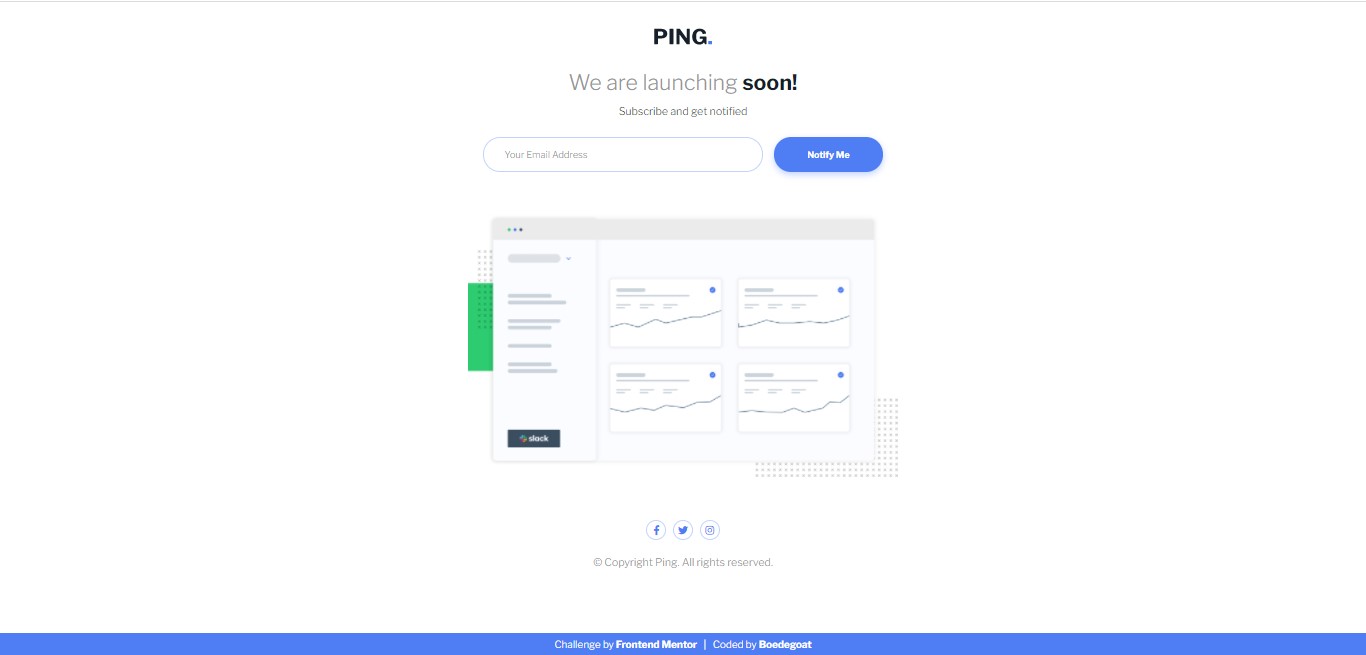 PING.
We are launching soon!
Subscribe and get notified
Your Email Address
Notify Me
slack
© Copyright Ping. All rights reserved.
Challenge by Frontend Mentor | Coded by Boedegoat